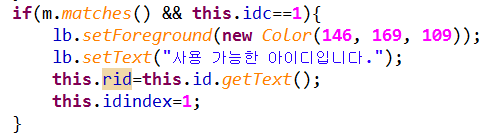 if(m.matches() && this.idc==1){
lb.setForeground(new Color(146, 169, 109));
lb.setText("사용 가능한 아이디입니다.");
this.rid=this.id.getText();
this.idindex=1;
}